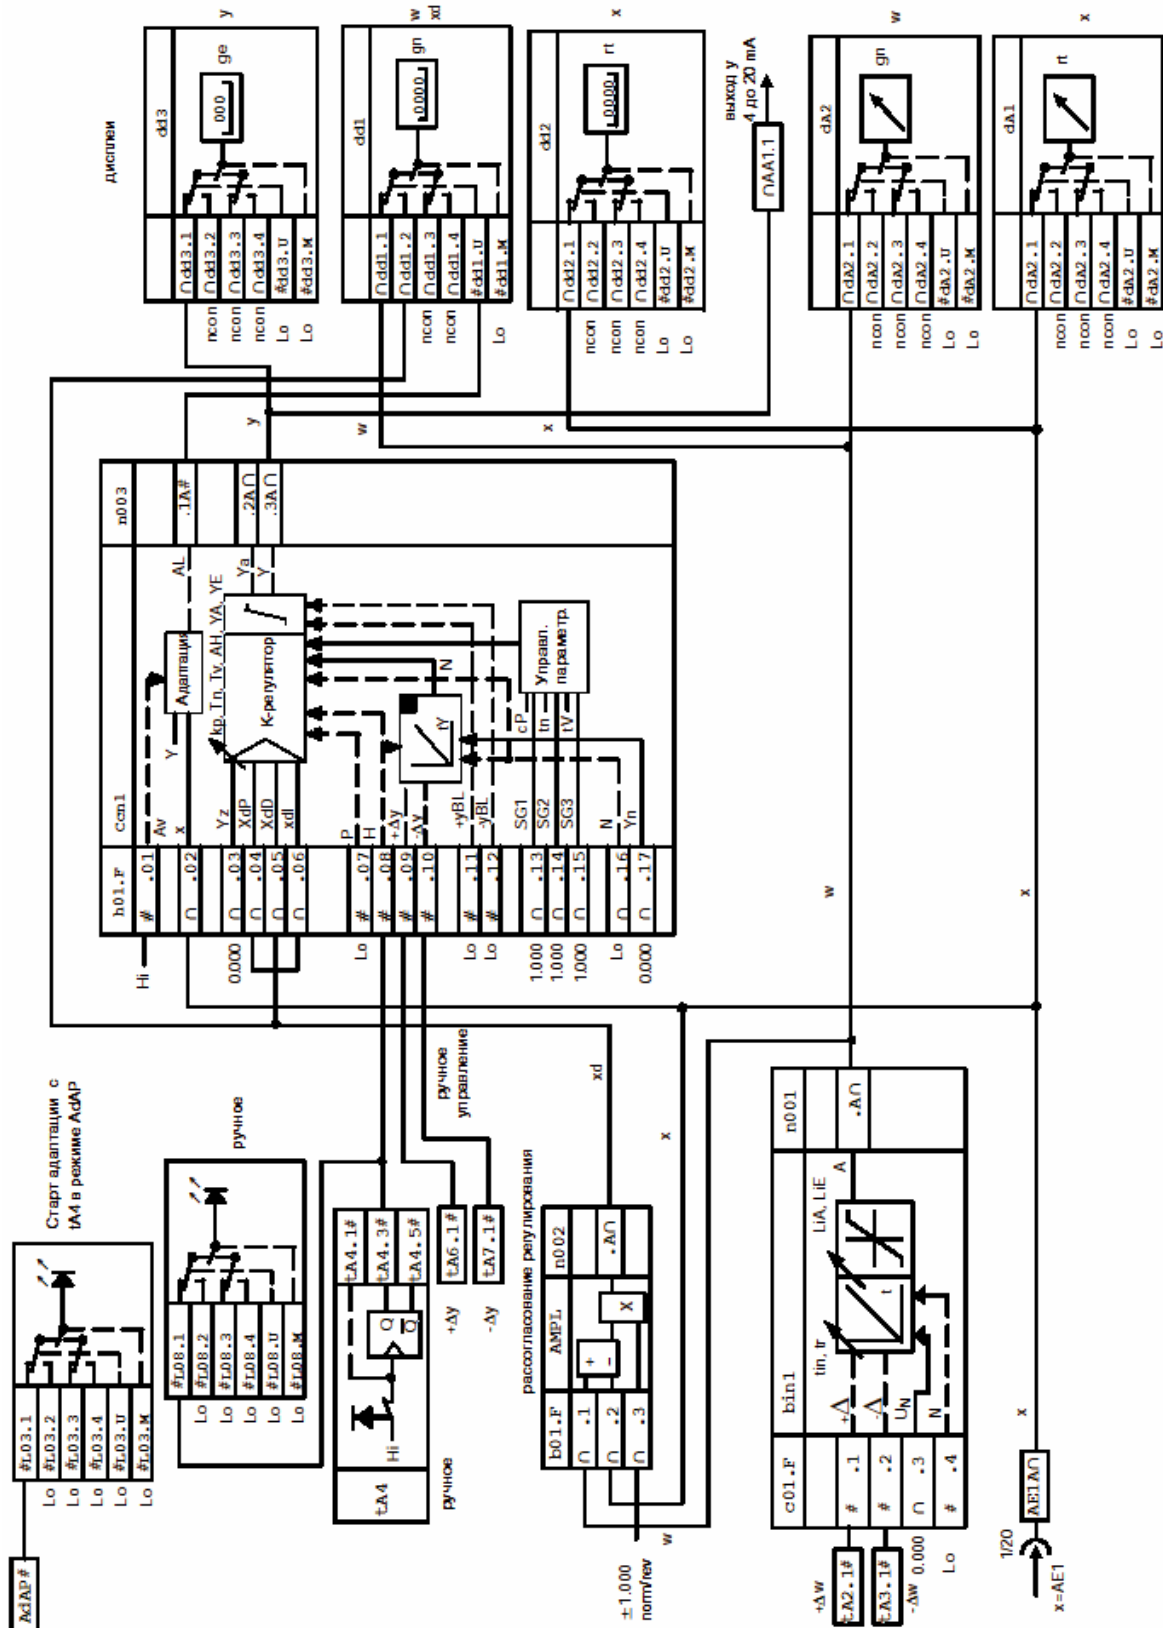 дисплеи
y
dd3
ge
000
∩dd3.1
∩dd3.2
∩dd3.3
∩dd3.4
#dd3.U
#dd3.M
ncon
ncon
ncon
Lo
Lo
w
xd
dd1
gn
0000
∩dd1.1
∩dd1.2
∩dd1.3
∩dd1.4
#dd1.U
#dd1.M
ncon
ncon
Lo
x
dd2
rt
0000
∩dd2.1
∩dd2.2
∩dd2.3
∩dd2.4
#dd2.U
#dd2.M
ncon
ncon
ncon
Lo
Lo
выход y
4 до 20 mA
∩AA1.1
w
dA2
gn
∩dA2.1
∩dA2.2
∩dA2.3
∩dA2.4
#dA2.U
#dA2.M
ncon
ncon
ncon
Lo
Lo
x
dA1
rt
∩dA2.1
∩dA2.2
∩dA2.3
∩dA2.4
#dA2.U
#dA2.M
ncon
ncon
ncon
Lo
Lo
y
w
x
h01.F
Ccn1
n003
.1A#
.2A∩
.3A∩
AL
Ya
Y
Адаптация
Y
kp, Tn, Tv, AH, YA, YE
К-регулятор
N
tY
Управл.
параметр.
cP
tn
tV
# .01
∩ .02
∩ .03
∩ .04
∩ .05
∩ .06
# .07
# .08
# .09
# .10
# .11
# .12
∩ .13
∩ .14
∩ .15
∩ .16
∩ .17
Av
x
Yz
XdP
XdD
xdI
P
H
+Δy
-Δy
+yBL
-yBL
SG1
SG2
SG3
N
Yn
Hi
0.000
Lo
Lo
Lo
1.000
1.000
1.000
Lo
0.000
Старт адаптации с
tA4 в режиме AdAP
AdAP#
#L03.1
#L03.2
#L03.3
#L03.4
#L03.U
#L03.M
Lo
Lo
Lo
Lo
Lo
ручное
#L08.1
#L08.2
#L08.3
#L08.4
#L08.U
#L08.M
Lo
Lo
Lo
Lo
Lo
ручное
управление
tA4
ручное
Hi
Q
Q
tA4.1#
tA4.3#
tA4.5#
tA6.1#
tA7.1#
+Δy
-Δy
рассогласование регулирования
b01.F
AMPL
n002
∩ .1
∩ .2
∩ .3
+
-
X
.A∩
xd
x
w
±1.000
norm/rev
c01.F
bin1
n001
# .1
# .2
∩ .3
# .4
+Δ
-Δ
UN
N
tin, tr
LiA, LiE
t
A
.A∩
tA2.1#
tA3.1#
+Δw
-Δw
0.000
Lo
w
x
x
AE1A∩
1/20
x=AE1